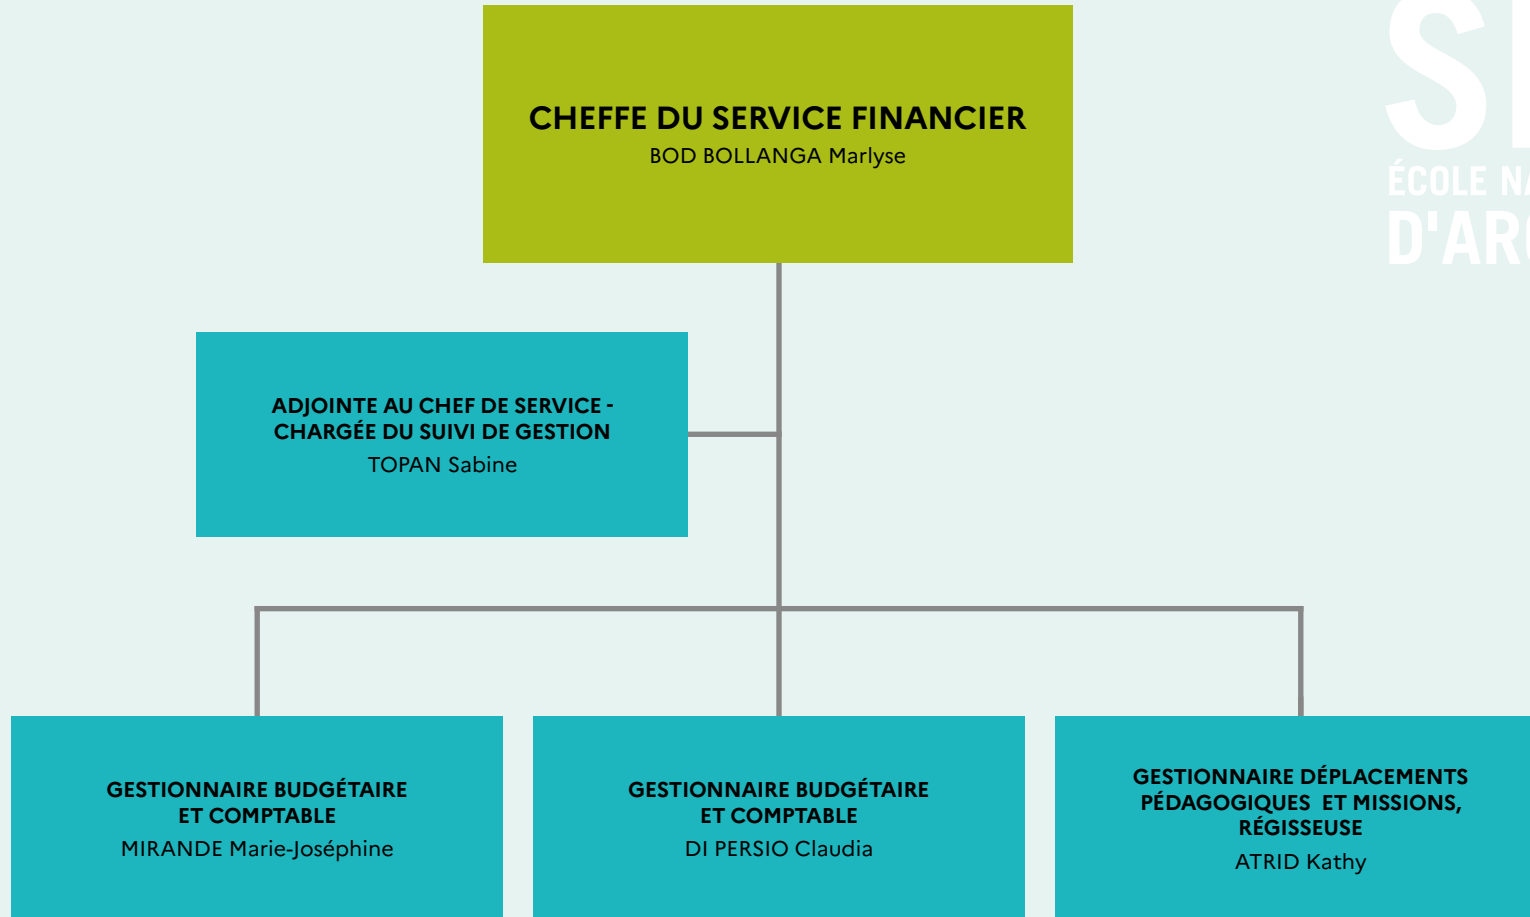 CHEFFE DU SERVICE FINANCIER
BOD BOLLANGA Marlyse
ÉCOLE
ADJOINTE AU CHEF DE SERVICE -
CHARGÉE DU SUIVI DE GESTION
TOPAN Sabine
GESTIONNAIRE BUDGÉTAIRE
ET COMPTABLE
MIRANDE Marie-Joséphine
GESTIONNAIRE BUDGÉTAIRE
ET COMPTABLE
DI PERSIO Claudia
GESTIONNAIRE DÉPLACEMENTS
PÉDAGOGIQUES ET MISSIONS,
RÉGISSEUSE
ATRID Kathy